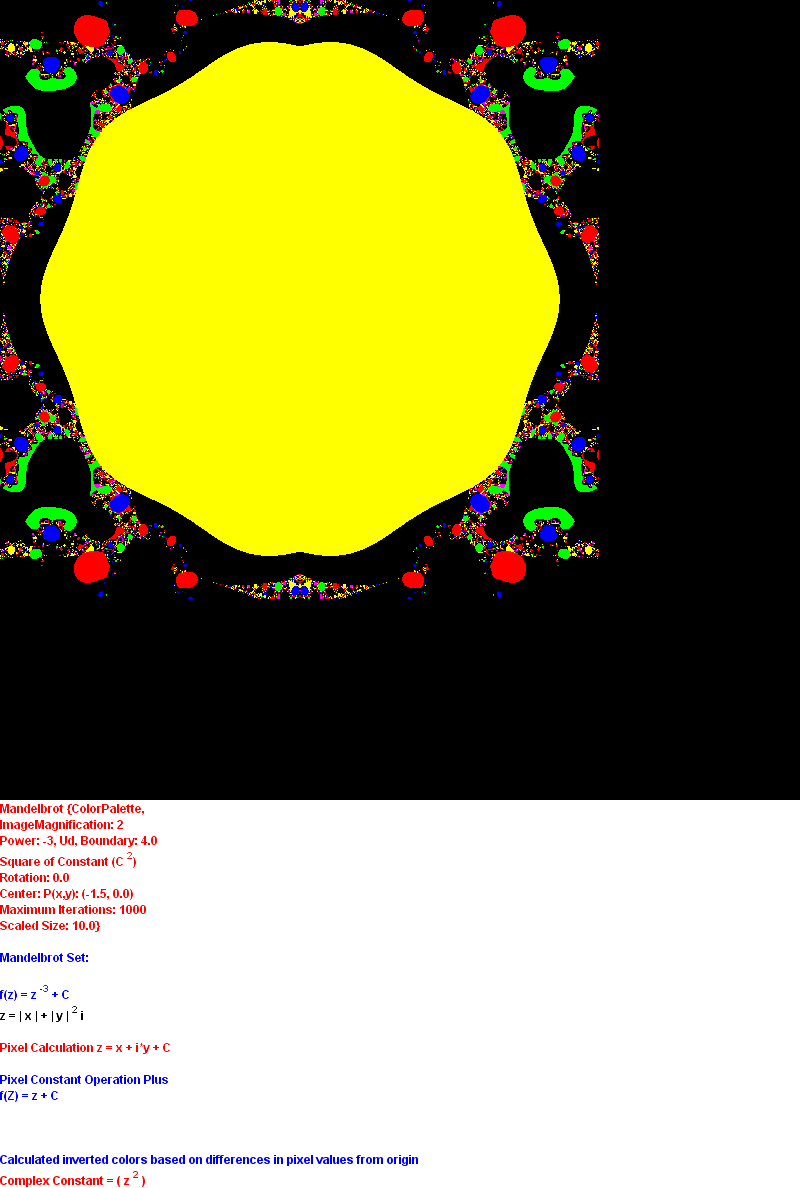 Mandelbrot {ColorPalette,
ImageMagnification: 2
Power: -3, Ud, Boundary: 4.0
Square of Constant (C ²)
Rotation: 0.0
Center: P(x,y): (-1.5, 0.0)
Maximum Iterations: 1000
Scaled Size: 10.0}
Mandelbrot Set:
f(z) = z ⁻³ + C
z = | x | + | y | ² i
Pixel Calculation z = x + i*y + C
Pixel Constant Operation Plus
f(Z) = z + C
Calculated inverted colors based on differences in pixel values from origin
Complex Constant = ( z ² )